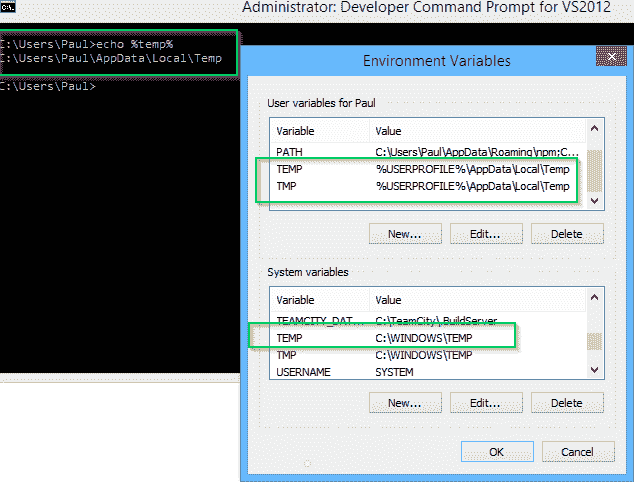 Administrator: Developer Command Prompt for VS2012
C:\Users\Paul>echo %temp%
C:\Users\Paul\AppData\Local\Temp
C:\Users\Paul>
Environment Variables
User variables for Paul
Variable Value
PATH C:\Users\Paul\AppData\Roaming\npm;C...
TEMP %USERPROFILE%\AppData\Local\Temp
TMP %USERPROFILE%\AppData\Local\Temp
New... Edit... Delete
System variables
Variable Value
TEAMCITY_DAT... C:\TeamCity\.BuildServer
TEMP C:\WINDOWS\TEMP
TMP C:\WINDOWS\TEMP
USERNAME SYSTEM
New... Edit... Delete
OK Cancel